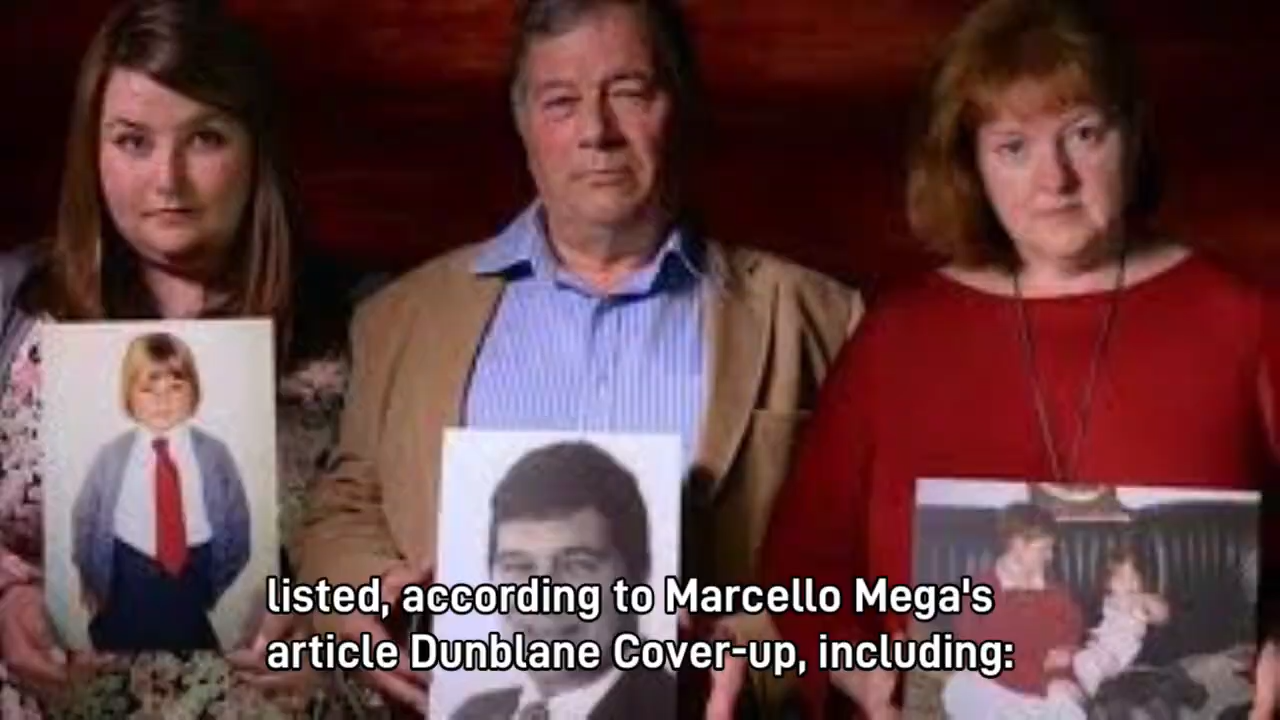 listed, according to Marcello Mega's
article Dunblane Cover-up, including: